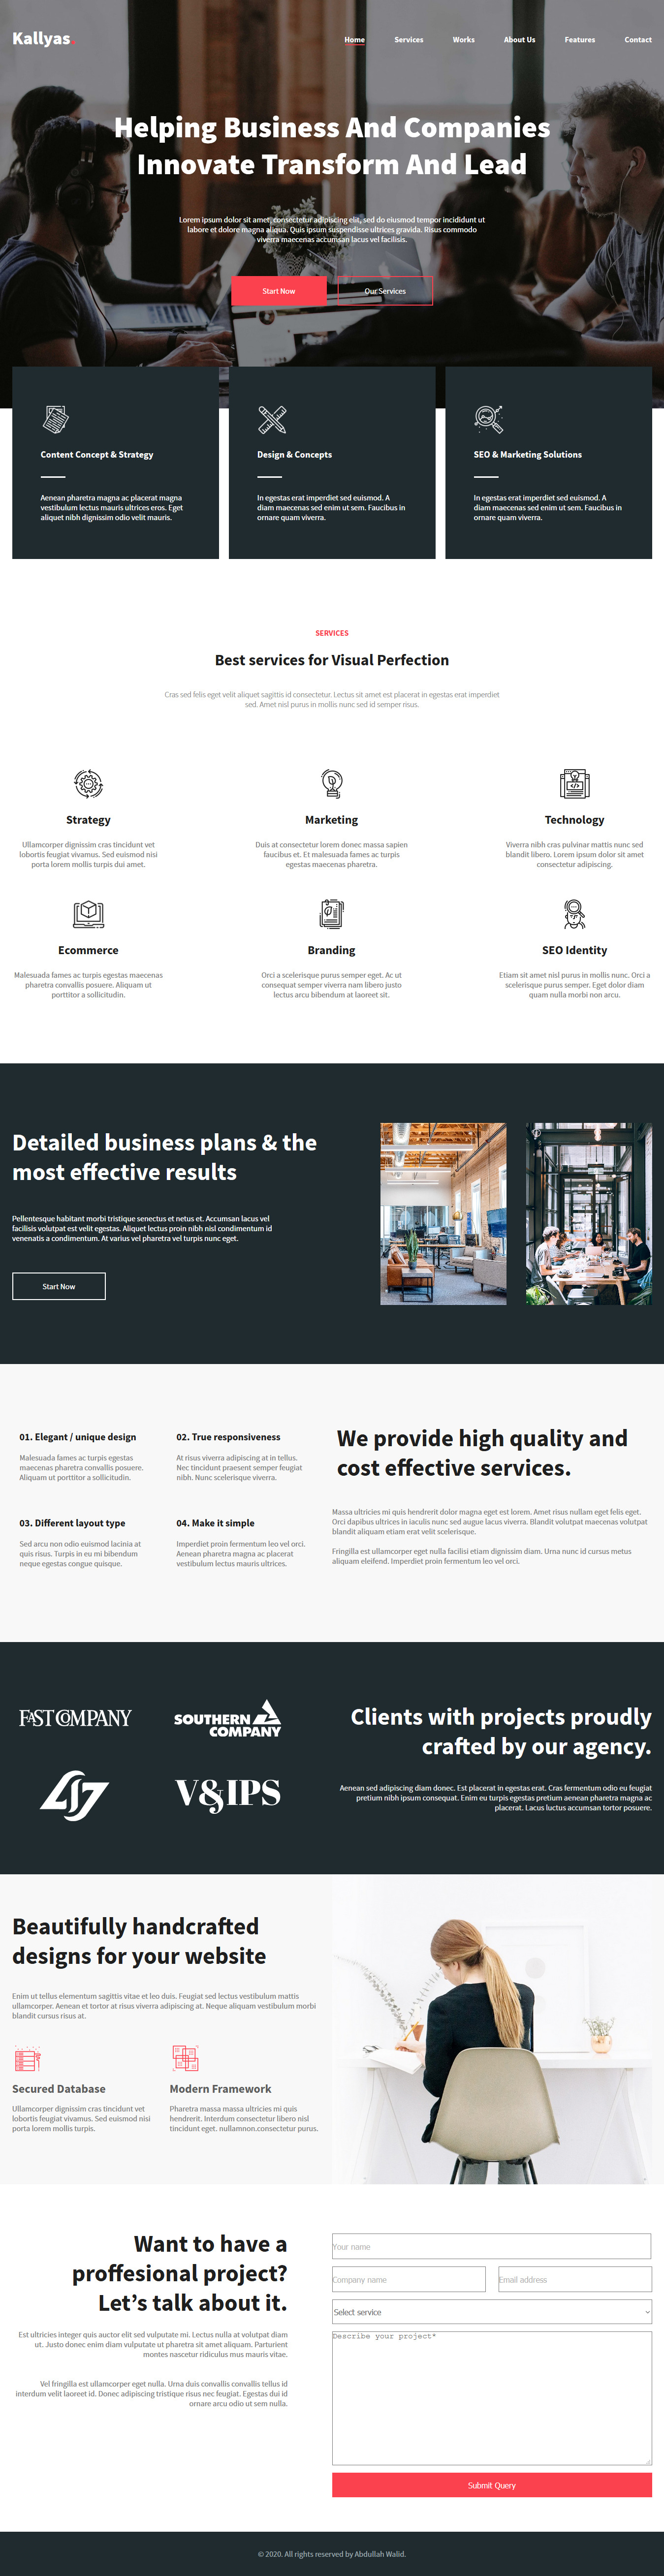 Kallyas.
Home Services Works About Us Features Contact
Helping Business And Companies
Innovate Transform And Lead
Lorem ipsum dolor sit amet, consectetur adipiscing elit, sed do eiusmod tempor incididunt ut
labore et dolore magna aliqua. Quis ipsum suspendisse ultrices gravida. Risus commodo
viverra maecenas accumsan lacus vel facilisis.
Start Now
Our Services
Content Concept & Strategy
Aenean pharetra magna ac placerat magna
vestibulum lectus mauris ultrices eros. Eget
aliquet nibh dignissim odio velit mauris.
Design & Concepts
In egestas erat imperdiet sed euismod. A
diam maecenas sed enim ut sem. Faucibus in
ornare quam viverra.
SEO & Marketing Solutions
In egestas erat imperdiet sed euismod. A
diam maecenas sed enim ut sem. Faucibus in
ornare quam viverra.
SERVICES
Best services for Visual Perfection
Cras sed felis eget velit aliquet sagittis id consectetur. Lectus sit amet est placerat in egestas erat imperdiet
sed. Amet nisl purus in mollis nunc sed id semper risus.
Strategy
Ullamcorper dignissim cras tincidunt vet
lobortis feugiat vivamus. Sed euismod nisi
porta lorem mollis turpis dui amet.
Marketing
Duis at consectetur lorem donec massa sapien
faucibus et. Et malesuada fames ac turpis
egestas maecenas pharetra.
Technology
Viverra nibh cras pulvinar mattis nunc sed
blandit libero. Lorem ipsum dolor sit amet
consectetur adipiscing.
Ecommerce
Malesuada fames ac turpis egestas maecenas
pharetra convallis posuere. Aliquam ut
porttitor a sollicitudin.
Branding
Orci a scelerisque purus semper eget. Ac ut
consequat semper viverra nam libero justo
lectus arcu bibendum at laoreet sit.
SEO Identity
Etiam sit amet nisl purus in mollis nunc. Orci a
scelerisque purus semper. Eget dolor diam
quam nulla morbi non arcu.
Detailed business plans & the
most effective results
Pellentesque habitant morbi tristique senectus et netus et. Accumsan lacus vel
facilisis volutpat est velit egestas. Aliquet lectus proin nibh nisl condimentum id
venenatis a condimentum. At varius vel pharetra vel turpis nunc eget.
Start Now
01. Elegant / unique design
Malesuada fames ac turpis egestas
maecenas pharetra convallis posuere.
Aliquam ut porttitor a sollicitudin.
02. True responsiveness
At risus viverra adipiscing at in tellus.
Nec tincidunt praesent semper feugiat
nibh. Nunc scelerisque viverra.
03. Different layout type
Sed arcu non odio euismod lacinia at
quis risus. Turpis in eu mi bibendum
neque egestas congue quisque.
04. Make it simple
Imperdiet proin fermentum leo vel orci.
Aenean pharetra magna ac placerat
vestibulum lectus mauris ultrices.
We provide high quality and
cost effective services.
Massa ultricies mi quis hendrerit dolor magna eget est lorem. Amet risus nullam eget felis eget.
Orci dapibus ultrices in iaculis nunc sed augue lacus viverra. Blandit volutpat maecenas volutpat
blandit aliquam etiam erat velit scelerisque.
Fringilla est ullamcorper eget nulla facilisi etiam dignissim diam. Urna nunc id cursus metus
aliquam eleifend. Imperdiet proin fermentum leo vel orci.
FAST COMPANY
SOUTHERN
COMPANY
V&IPS
Clients with projects proudly
crafted by our agency.
Aenean sed adipiscing diam donec. Est placerat in egestas erat. Cras fermentum odio eu feugiat
pretium nibh ipsum consequat. Enim eu turpis egestas pretium aenean pharetra magna ac
placerat. Lacus luctus accumsan tortor posuere.
Beautifully handcrafted
designs for your website
Enim ut tellus elementum sagittis vitae et leo duis. Feugiat sed lectus vestibulum mattis
ullamcorper. Aenean et tortor at risus viverra adipiscing at. Neque aliquam vestibulum morbi
blandit cursus risus at.
Secured Database
Ullamcorper dignissim cras tincidunt vet
lobortis feugiat vivamus. Sed euismod nisi
porta lorem mollis turpis.
Modern Framework
Pharetra massa massa ultricies mi quis
hendrerit. Interdum consectetur libero nisl
tincidunt eget. nullamnon.consectetur purus.
Want to have a
proffesional project?
Let's talk about it.
Est ultricies integer quis auctor elit sed vulputate mi. Lectus nulla at volutpat diam
ut. Justo donec enim diam vulputate ut pharetra sit amet aliquam. Parturient
montes nascetur ridiculus mus mauris vitae.
Vel fringilla est ullamcorper eget nulla. Urna duis convallis convallis tellus id
interdum velit laoreet id. Donec adipiscing tristique risus nec feugiat. Egestas dui id
ornare arcu odio ut sem nulla.
Your name
Company name
Email address
Select service
Describe your project*
Submit Query
© 2020. All rights reserved by Abdullah Walid.